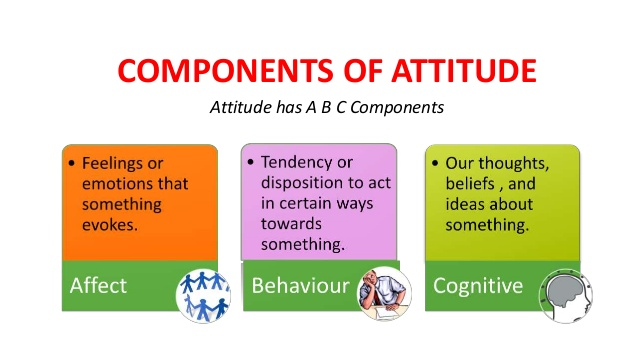 COMPONENTS OF ATTITUDE
Attitude has A B C Components
• Feelings or
emotions that
something
evokes.
Affect
• Tendency or
disposition to act
in certain ways
towards
something.
Behaviour
• Our thoughts,
beliefs , and
ideas about
something.
Cognitive